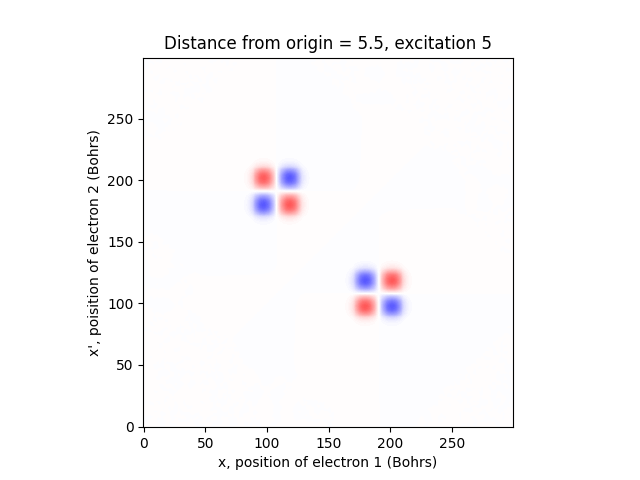 Distance from origin = 5.5, excitation 5
250
200
150
100
50
0
x', poisition of electron 2 (Bohrs)
0 50 100 150 200 250
x, position of electron 1 (Bohrs)